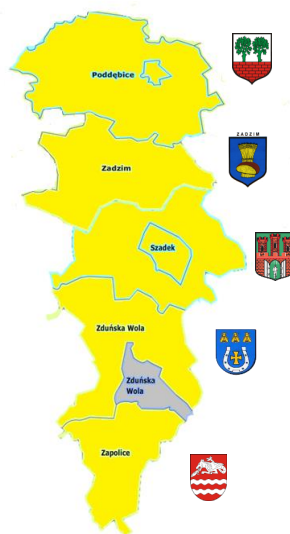 Poddębice
ZADZIM
Zadzim
Szadek
Zduńska Wola
Zduńska
Wola
Zapolice